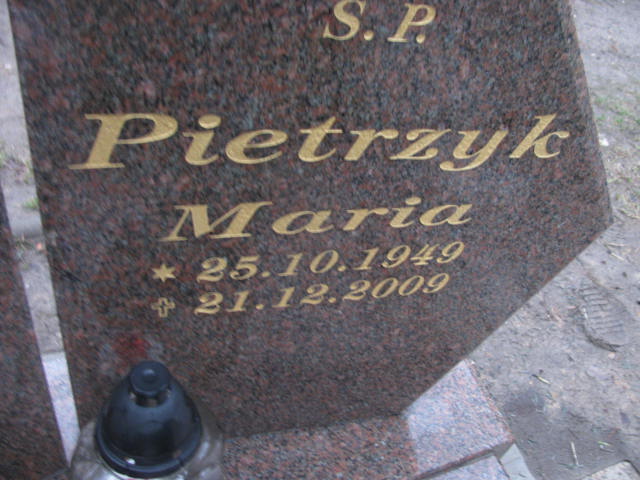 S.P.
Pietrzyk
Maria
* 25.10.1949
✝ 21.12.2009